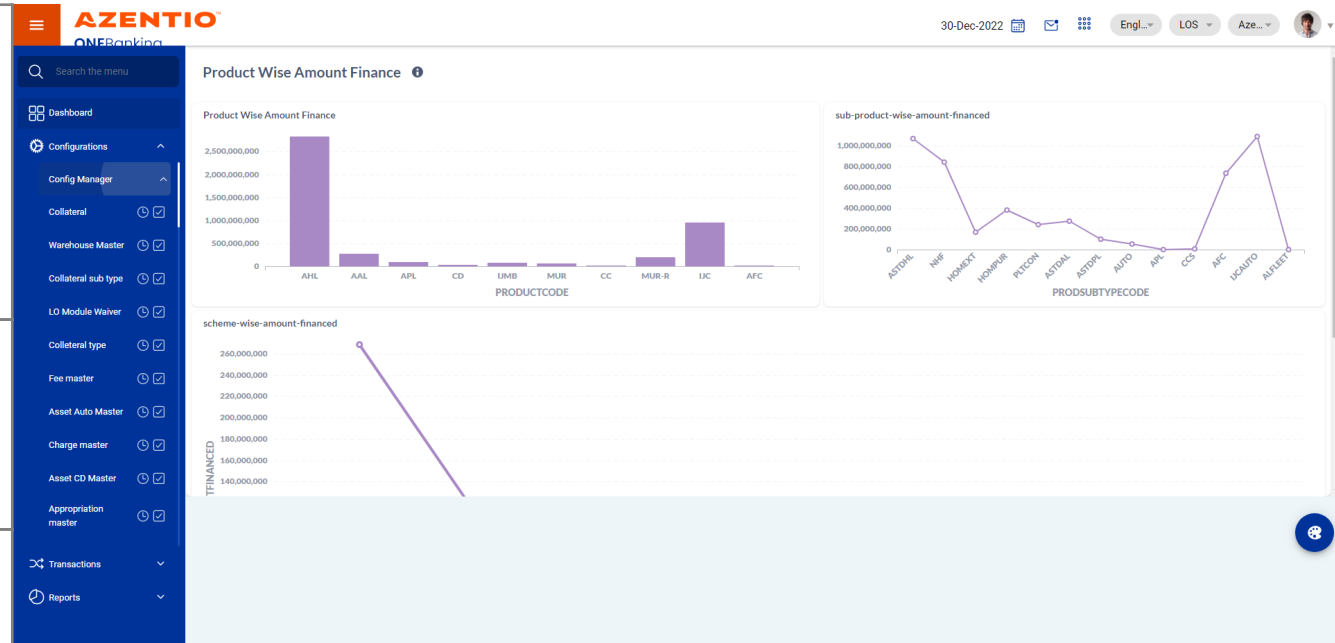 AZENTIO
ONEBanking
30-Dec-2022
Engl...
LOS
Aze...
Search the menu
Dashboard
Configurations
Config Manager
Collateral
Warehouse Master
Collateral sub type
LO Module Waiver
Colleteral type
Fee master
Asset Auto Master
Charge master
Asset CD Master
Appropriation
master
Transactions
Reports
Product Wise Amount Finance
Product Wise Amount Finance
2,500,000,000
2,000,000,000
1,500,000,000
1,000,000,000
500,000,000
0
AHL AAL APL CD IJMB MUR CC MUR-R IJC AFC
PRODUCTCODE
sub-product-wise-amount-financed
1,000,000,000
800,000,000
600,000,000
400,000,000
200,000,000
0
ASTDHL NHF HOMEXT HOMPUR PLTCON ASTDAL ASTDPL AUTO APL CCS AFC IJCAUTO ALFLEET
PRODSUBTYPECODE
scheme-wise-amount-financed
260,000,000
240,000,000
220,000,000
200,000,000
180,000,000
160,000,000
140,000,000
TFINANCED